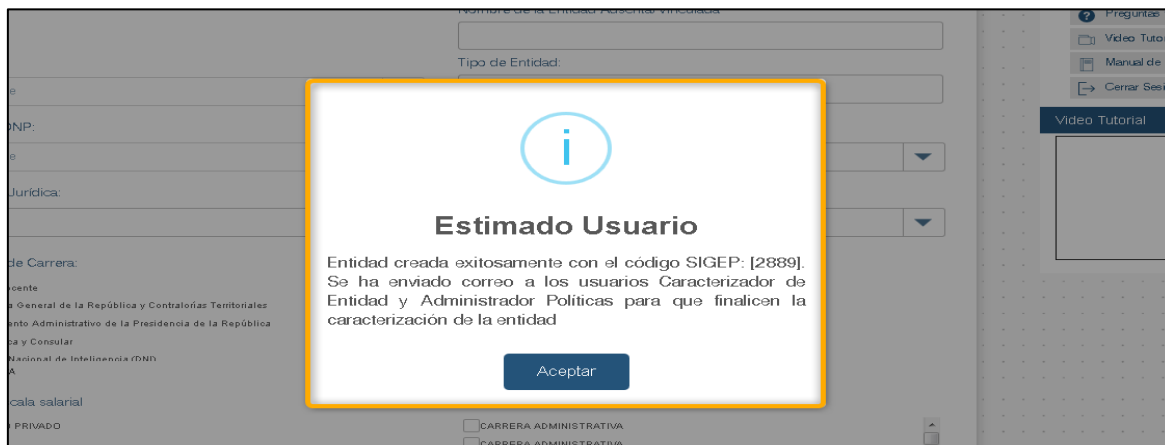 Nombre de la Entidad Adscrita/Vinculada
Tipo de Entidad:
e
DNP:
e
Jurídica:
de Carrera:
ocente
a General de la República y Contralorías Territoriales
ento Administrativo de la Presidencia de la República
ca y Consular
Nacional de Inteligencia (DNI)
A
cala salarial
O PRIVADO
CARRERA ADMINISTRATIVA
CARRERA ADMINISTRATIVA
i
Estimado Usuario
Entidad creada exitosamente con el código SIGEP: [2889].
Se ha enviado correo a los usuarios Caracterizador de
Entidad y Administrador Políticas para que finalicen la
caracterización de la entidad
Aceptar
Preguntas
Video Tuto
Manual de
Cerrar Sesi
Video Tutorial